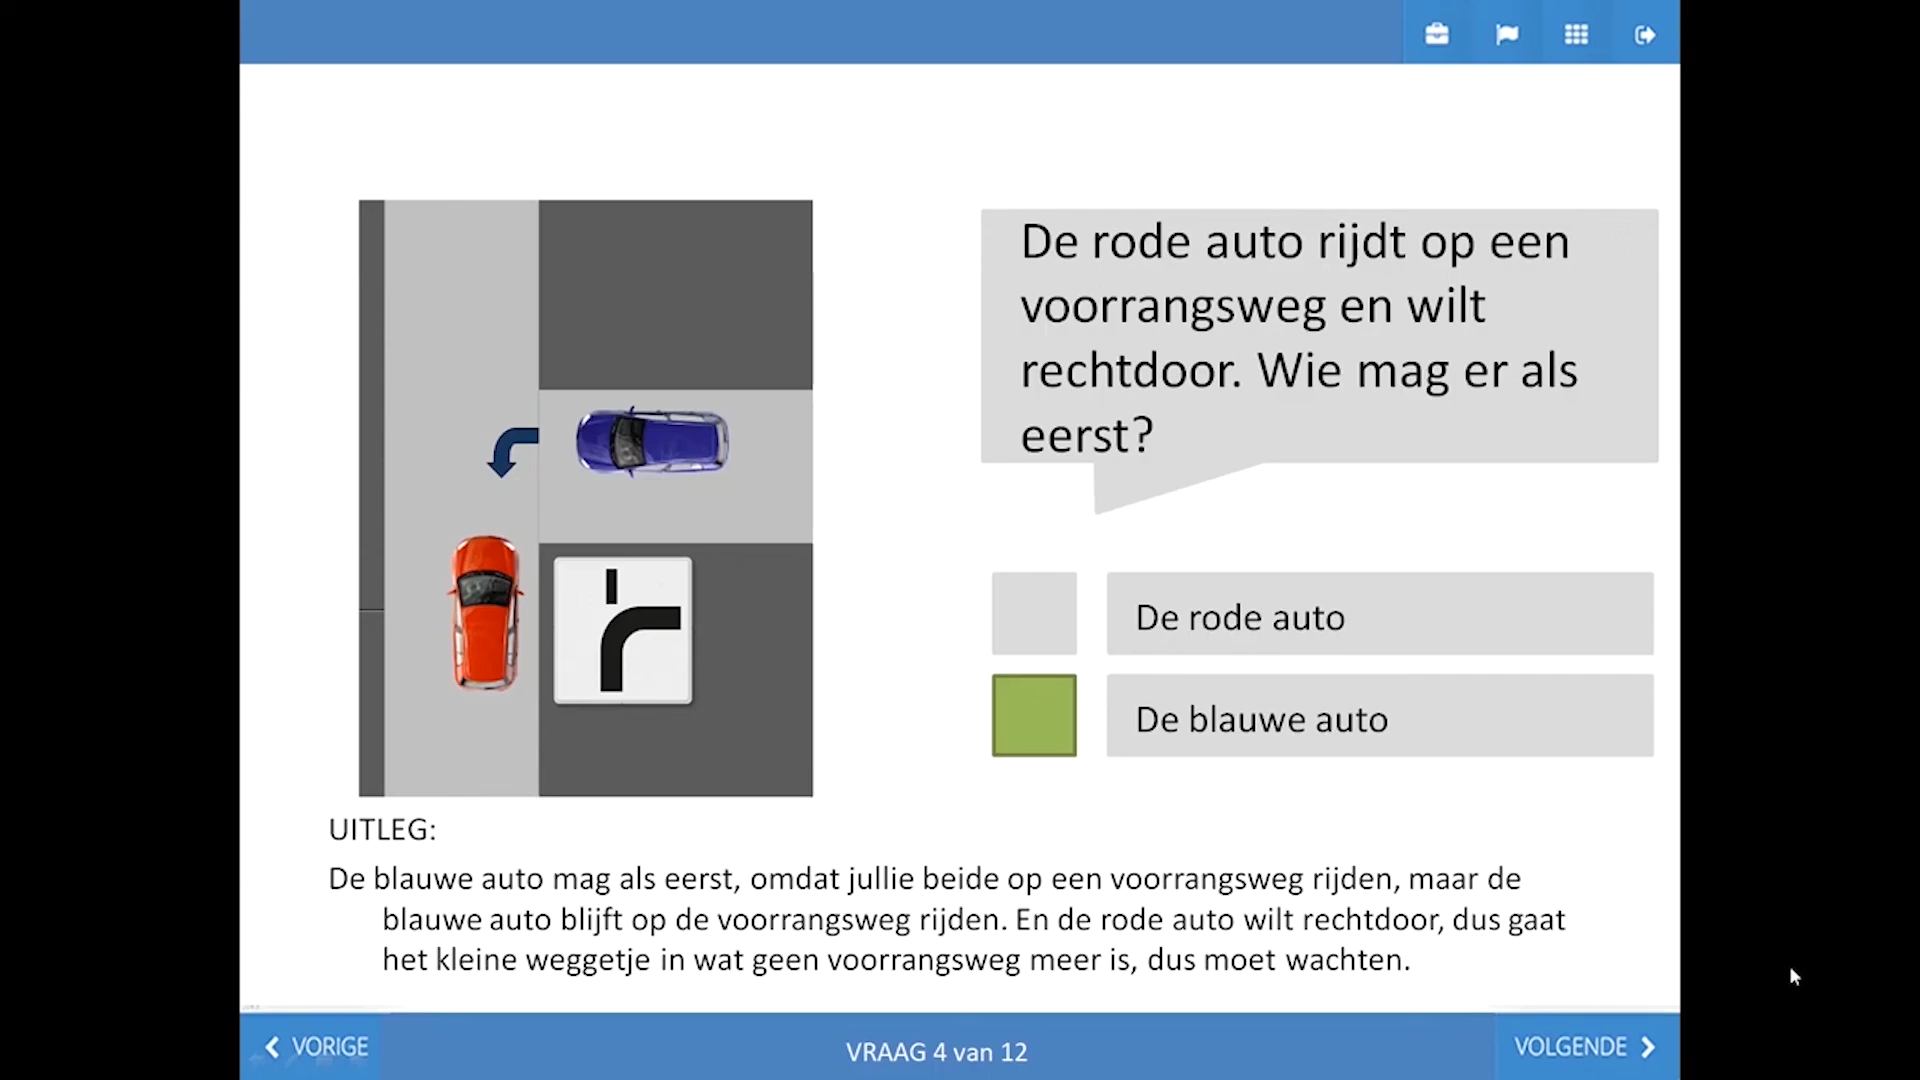 De rode auto rijdt op een
voorrangsweg en wilt
rechtdoor. Wie mag er als
eerst?
De rode auto
De blauwe auto
UITLEG:
De blauwe auto mag als eerst, omdat jullie beide op een voorrangsweg rijden, maar de
blauwe auto blijft op de voorrangsweg rijden. En de rode auto wilt rechtdoor, dus gaat
het kleine weggetje in wat geen voorrangsweg meer is, dus moet wachten.
VORIGE
VRAAG 4 van 12
VOLGENDE